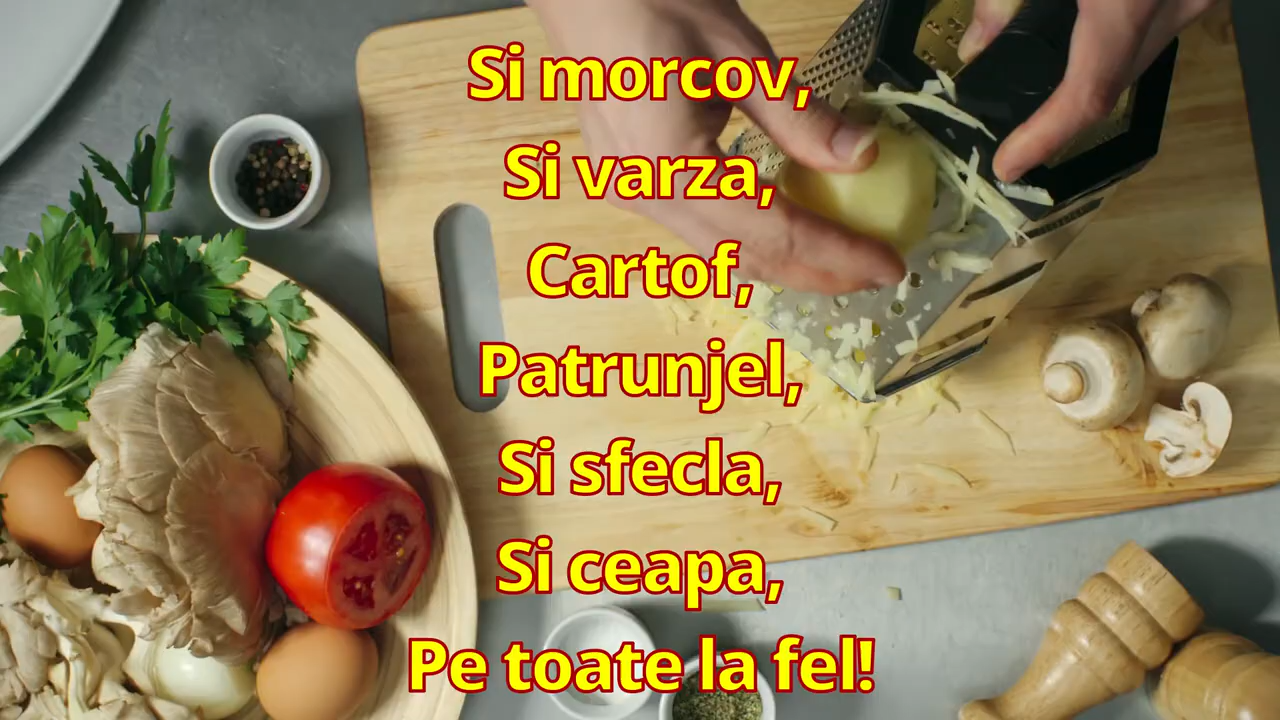 Si morcov,
Si varza,
Cartof,
Patrunjel,
Si sfecla,
Si ceapa,
Pe toate la fel!